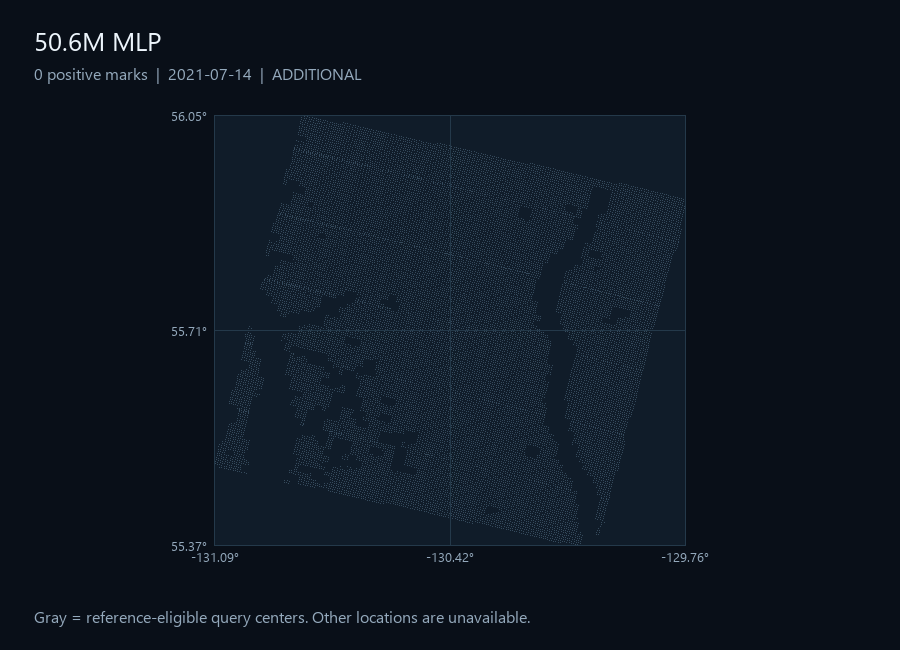 50.6M MLP
0 positive marks | 2021-07-14 | ADDITIONAL
56.05°
55.71°
55.37°
-131.09° -130.42° -129.76°
Gray = reference-eligible query centers. Other locations are unavailable.